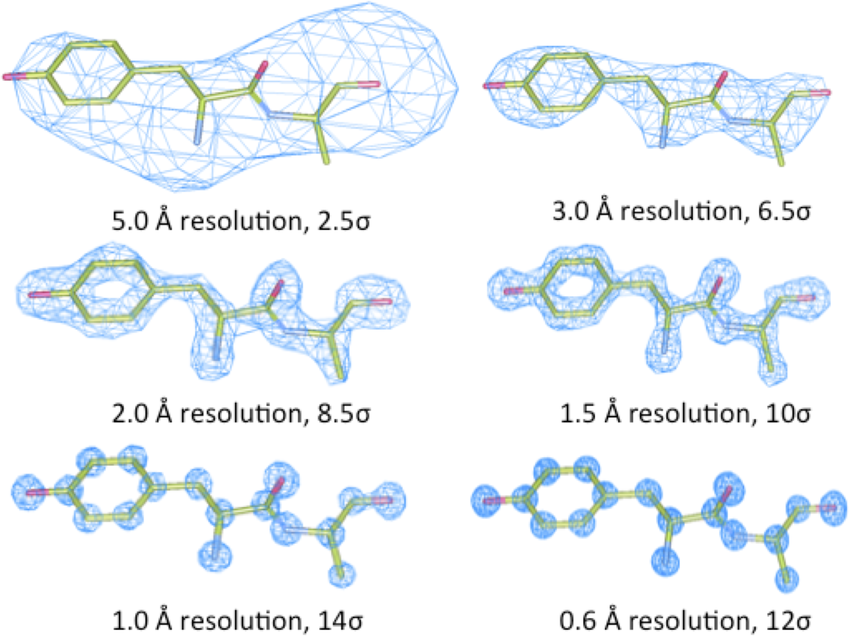 5.0 Å resolution, 2.5σ
3.0 Å resolution, 6.5σ
2.0 Å resolution, 8.5σ
1.5 Å resolution, 10σ
1.0 Å resolution, 14σ
0.6 Å resolution, 12σ